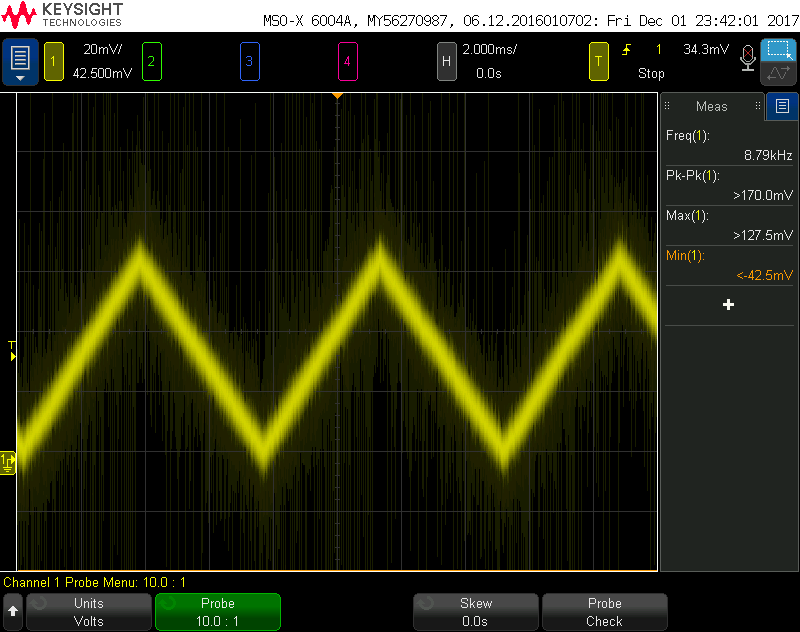 KEYSIGHT
TECHNOLOGIES
MSO-X 6004A, MY56270987, 06.12.2016010702: Fri Dec 01 23:42:01 2017
1 20mV/ 2 3 4 H 2.000ms/ T 1 34.3mV
42.500mV 0.0s Stop
Meas
Freq(1):
8.79kHz
Pk-Pk(1):
>170.0mV
Max(1):
>127.5mV
Min(1):
<-42.5mV
T
1
Channel 1 Probe Menu: 10.0 : 1
Units Probe Skew Probe
Volts 10.0 : 1 0.0s Check